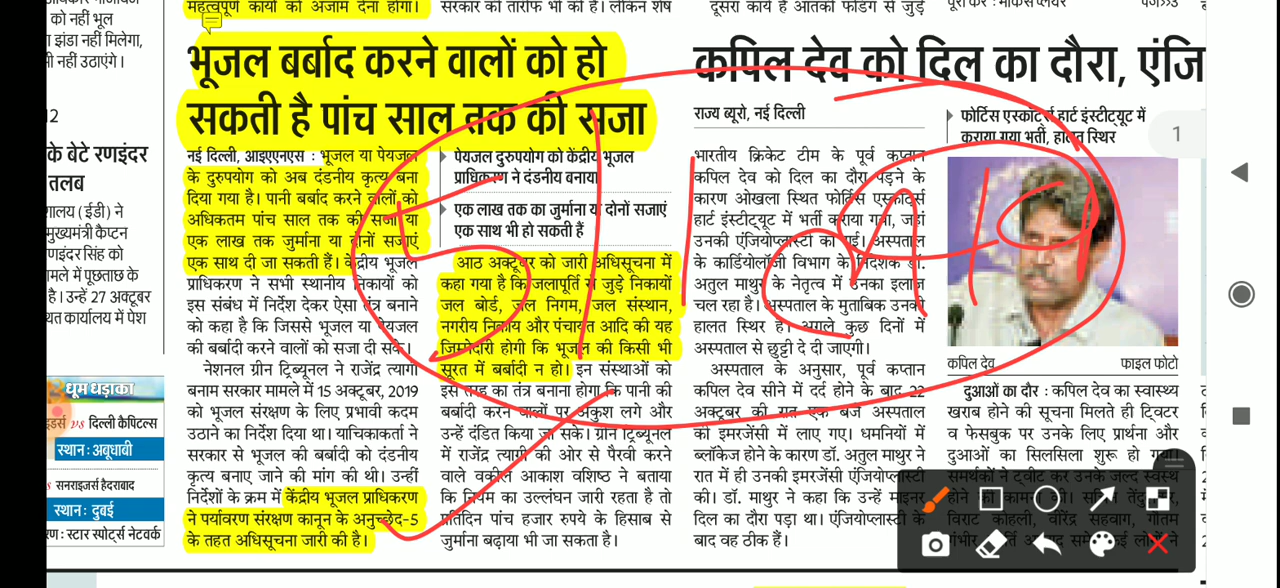 महत्वपूर्ण कार्यों को अंजाम देना होगा।
सरकार की तारीफ भी की है। लेकिन शेष
दूसरा कार्य है आतंकी फंडिंग से जुड़े
को नहीं भूल
झंडा नहीं मिलेगा,
नी नहीं उठाएंगे।
12
के बेटे रणइंदर
तलब
गालय (ईडी) ने
मुख्यमंत्री कैप्टन
णइंदर सिंह को
मामले में पूछताछ के
है। उन्हें 27 अक्टूबर
थत कार्यालय में पेश
धूम धड़ाका
इडर्स vs दिल्ली कैपिटल्स
स्थान : अबूधाबी
s सनराइजर्स हैदराबाद
स्थान : दुबई
रण : स्टार स्पोर्ट्स नेटवर्क
भूजल बर्बाद करने वालों को हो
सकती है पांच साल तक की सजा
नई दिल्ली, आइएएनएस : भूजल या पेयजल
के दुरुपयोग को अब दंडनीय कृत्य बना
दिया गया है। पानी बर्बाद करने वालों को
अधिकतम पांच साल तक की सजा या
एक लाख तक जुर्माना या दोनों सजाएं
एक साथ दी जा सकती हैं। केंद्रीय भूजल
प्राधिकरण ने सभी स्थानीय निकायों को
इस संबंध में निर्देश देकर ऐसा तंत्र बनाने
को कहा है कि जिससे भूजल या पेयजल
की बर्बादी करने वालों को सजा दी सके।
नेशनल ग्रीन ट्रिब्यूनल ने राजेंद्र त्यागी
बनाम सरकार मामले में 15 अक्टूबर, 2019
को भूजल संरक्षण के लिए प्रभावी कदम
उठाने का निर्देश दिया था। याचिकाकर्ता ने
सरकार से भूजल की बर्बादी को दंडनीय
कृत्य बनाए जाने की मांग की थी। उन्हीं
निर्देशों के क्रम में केंद्रीय भूजल प्राधिकरण
ने पर्यावरण संरक्षण कानून के अनुच्छेद-5
के तहत अधिसूचना जारी की है।
पेयजल दुरुपयोग को केंद्रीय भूजल
प्राधिकरण ने दंडनीय बनाया
एक लाख तक का जुर्माना या दोनों सजाएं
एक साथ भी हो सकती हैं
आठ अक्टूबर को जारी अधिसूचना में
कहा गया है कि जलापूर्ति से जुड़े निकायों
जल बोर्ड, जल निगम, जल संस्थान,
नगरीय निकाय और पंचायत आदि की यह
जिम्मेदारी होगी कि भूजल की किसी भी
सूरत में बर्बादी न हो। इन संस्थाओं को
इस तरह का तंत्र बनाना होगा कि पानी की
बर्बादी करने वालों पर अंकुश लगे और
उन्हें दंडित किया जा सके। ग्रीन ट्रिब्यूनल
में राजेंद्र त्यागी की ओर से पैरवी करने
वाले वकील आकाश वशिष्ठ ने बताया
कि नियम का उल्लंघन जारी रहता है तो
प्रतिदिन पांच हजार रुपये के हिसाब से
जुर्माना बढ़ाया भी जा सकता है।
कपिल देव को दिल का दौरा, एंजि
राज्य ब्यूरो, नई दिल्ली
भारतीय क्रिकेट टीम के पूर्व कप्तान
कपिल देव को दिल का दौरा पड़ने के
कारण ओखला स्थित फोर्टिस एस्कॉर्ट्स
हार्ट इंस्टीट्यूट में भर्ती कराया गया, जहां
उनकी एंजियोप्लास्टी की गई। अस्पताल
के कार्डियोलॉजी विभाग के निदेशक डॉ.
अतुल माथुर के नेतृत्व में उनका इलाज
चल रहा है। अस्पताल के मुताबिक उनकी
हालत स्थिर है। अगले कुछ दिनों में
अस्पताल से छुट्टी दे दी जाएगी।
अस्पताल के अनुसार, पूर्व कप्तान
कपिल देव सीने में दर्द होने के बाद 22
अक्टूबर की रात एक बजे अस्पताल
की इमरजेंसी में लाए गए। धमनियों में
ब्लॉकेज होने के कारण डॉ. अतुल माथुर ने
रात में ही उनकी इमरजेंसी एंजियोप्लास्टी
की। डॉ. माथुर ने कहा कि उन्हें माइनर
दिल का दौरा पड़ा था। एंजियोप्लास्टी के
बाद वह ठीक हैं।
फोर्टिस एस्कॉर्ट्स हार्ट इंस्टीट्यूट में
कराया गया भर्ती, हालत स्थिर
1
कपिल देव फाइल फोटो
दुआओं का दौर : कपिल देव का स्वास्थ्य
खराब होने की सूचना मिलते ही ट्विटर
व फेसबुक पर उनके लिए प्रार्थना और
दुआओं का सिलसिला शुरू हो गया।